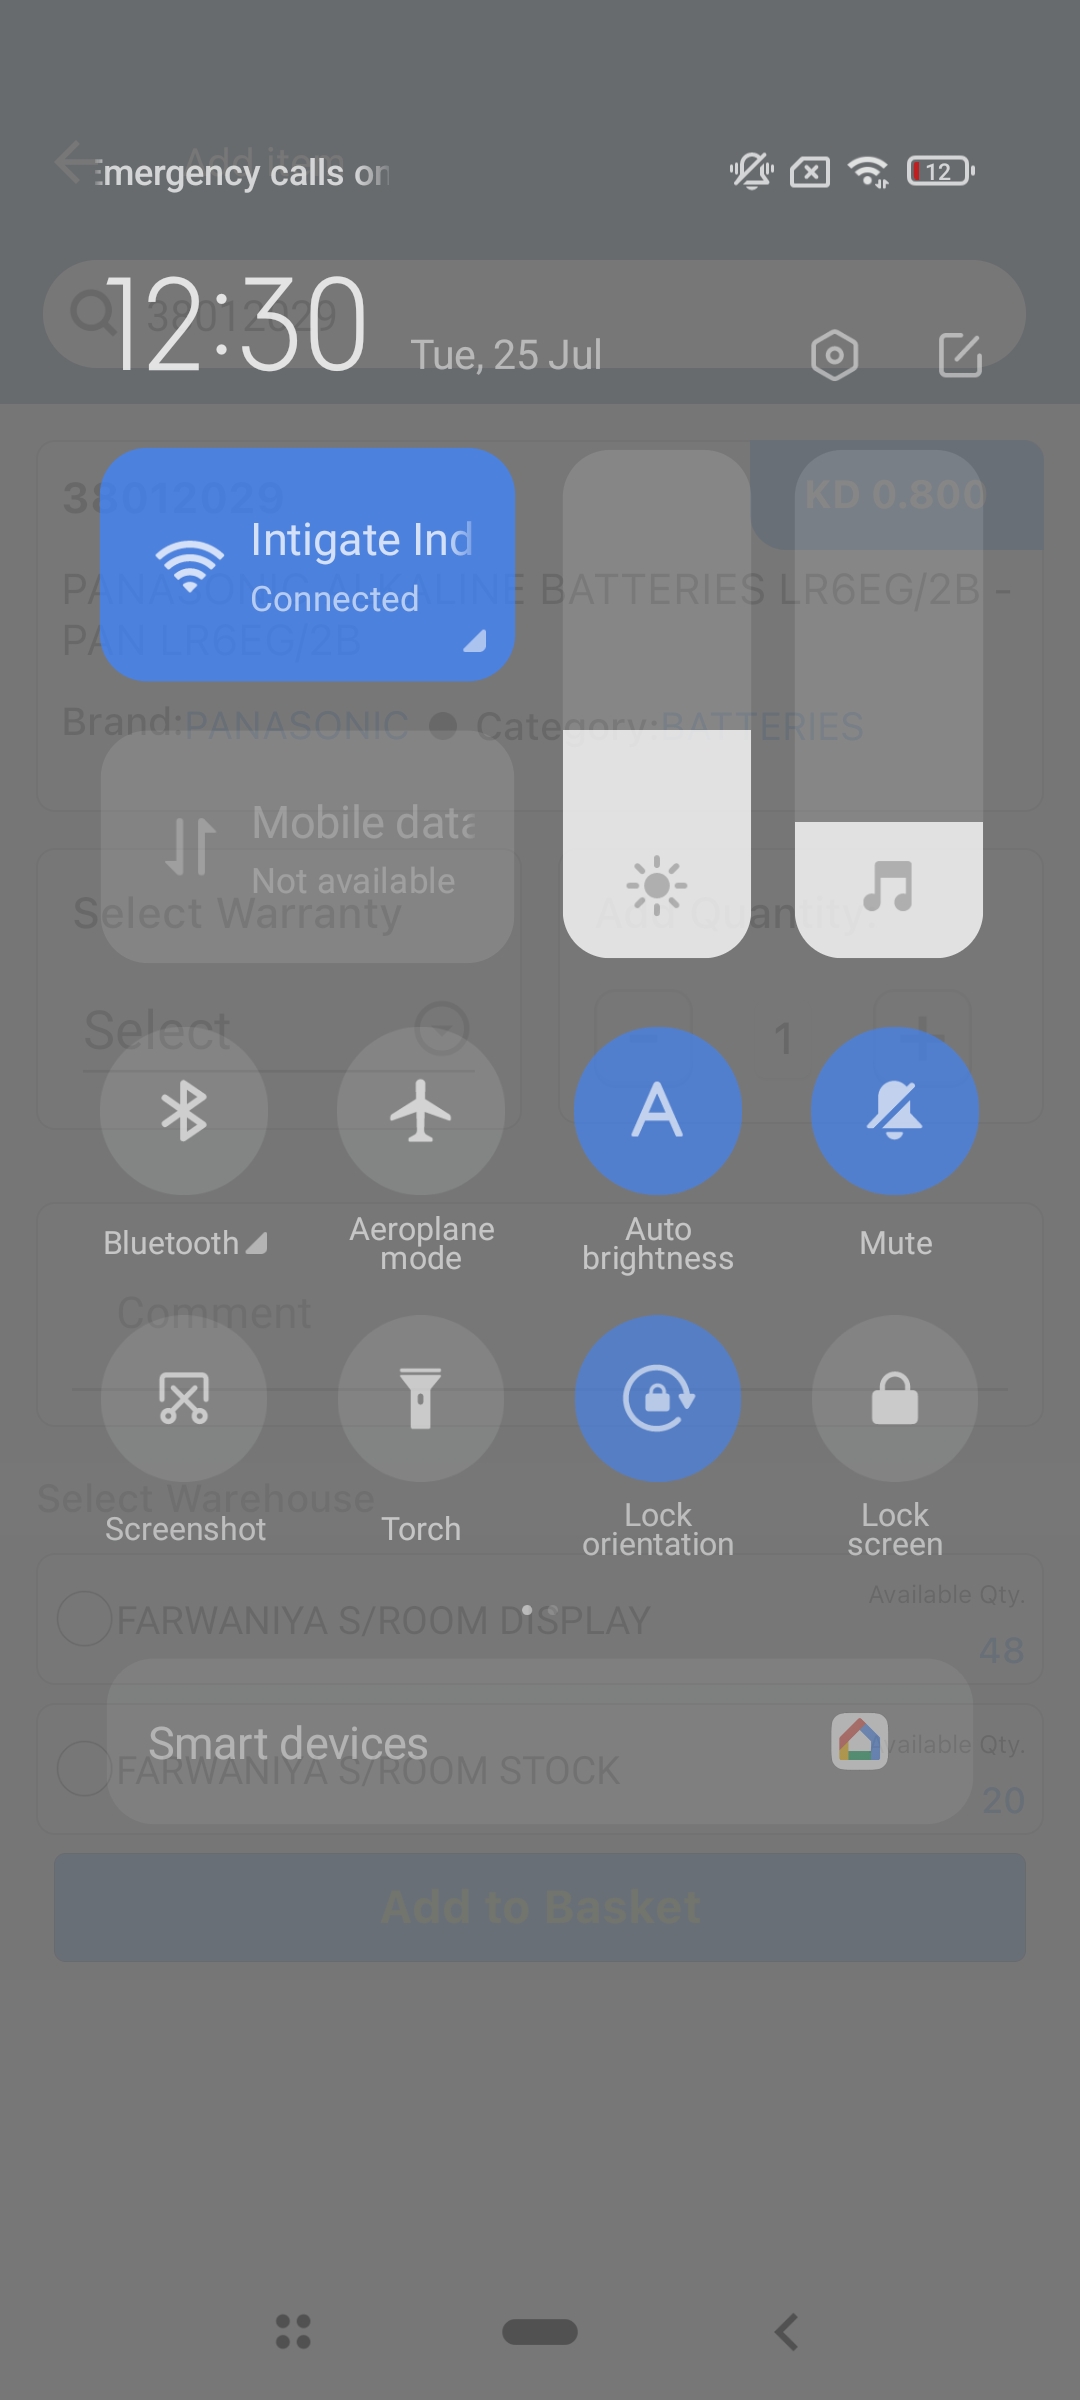 Add item
mergency calls on
12
38012029
12:30
Tue, 25 Jul
38012029
KD 0.800
Intigate Ind
Connected
PANASONIC ALKALINE BATTERIES LR6EG/2B -
PAN LR6EG/2B
Brand:PANASONIC ● Category:BATTERIES
Mobile data
Not available
Select Warranty
Add Quantity:
Select
- 1 +
A
Bluetooth
Aeroplane
mode
Auto
brightness
Mute
Comment
Select Warehouse
Screenshot
Torch
Lock
orientation
Lock
screen
FARWANIYA S/ROOM DISPLAY
Available Qty.
48
Smart devices
FARWANIYA S/ROOM STOCK
Available Qty.
20
Add to Basket